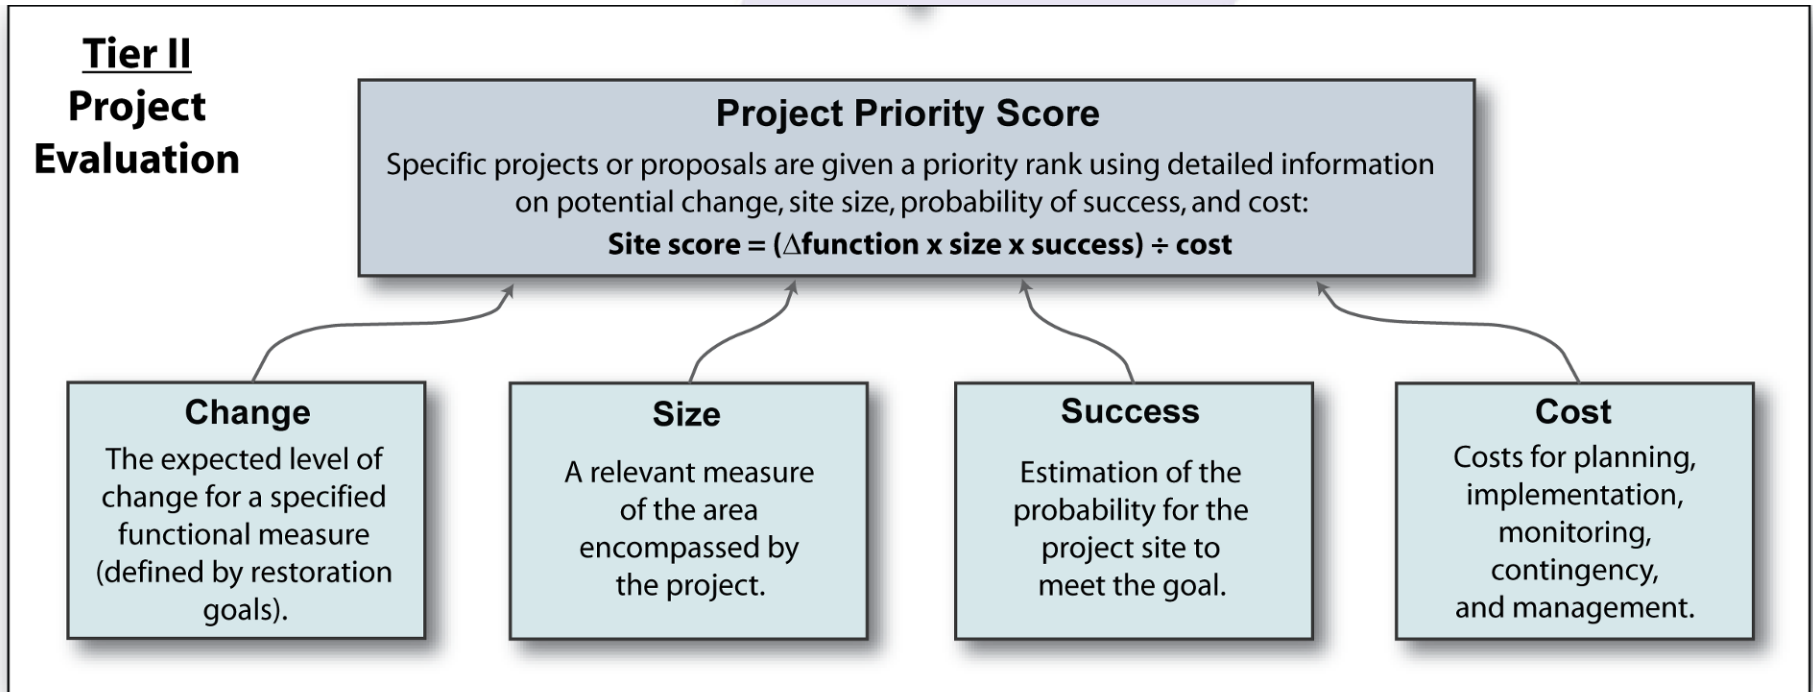 Tier II
Project
Evaluation
Project Priority Score
Specific projects or proposals are given a priority rank using detailed information
on potential change, site size, probability of success, and cost:
Site score = (Δfunction x size x success) ÷ cost
Change
The expected level of
change for a specified
functional measure
(defined by restoration
goals).
Size
A relevant measure
of the area
encompassed by
the project.
Success
Estimation of the
probability for the
project site to
meet the goal.
Cost
Costs for planning,
implementation,
monitoring,
contingency,
and management.